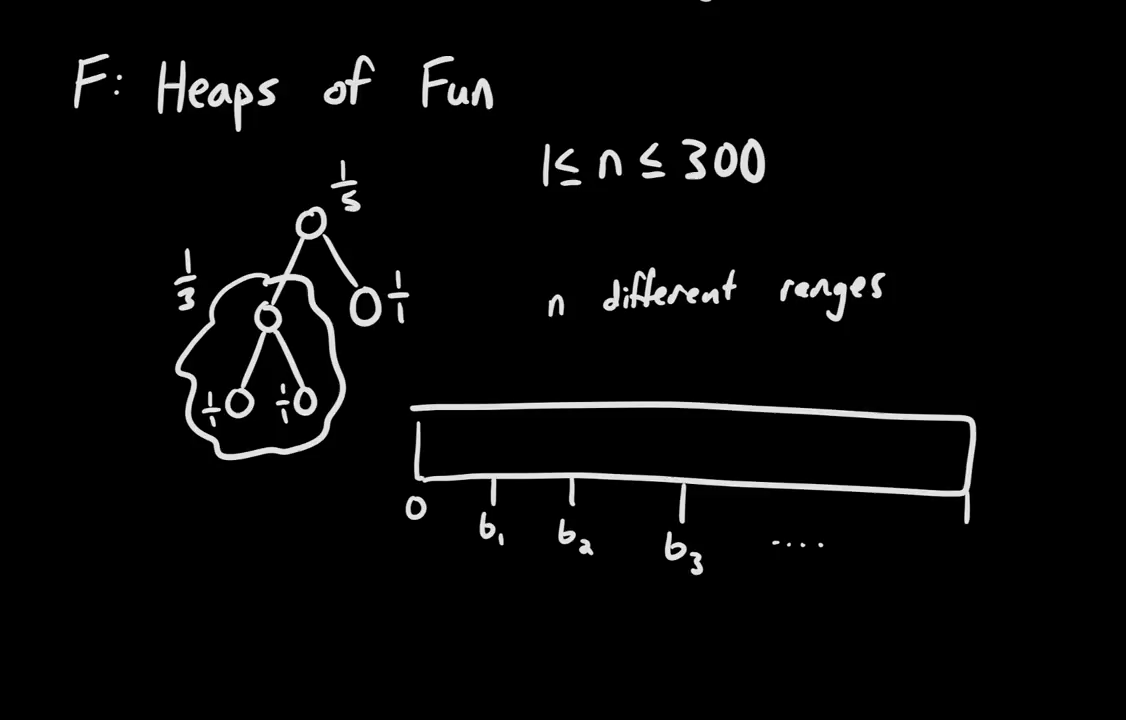 F: Heaps of Fun
1 ≤ n ≤ 300
1/5
1/3
1/1
n different ranges
1/1 1/1
0 b₁ b₂ b₃ ....